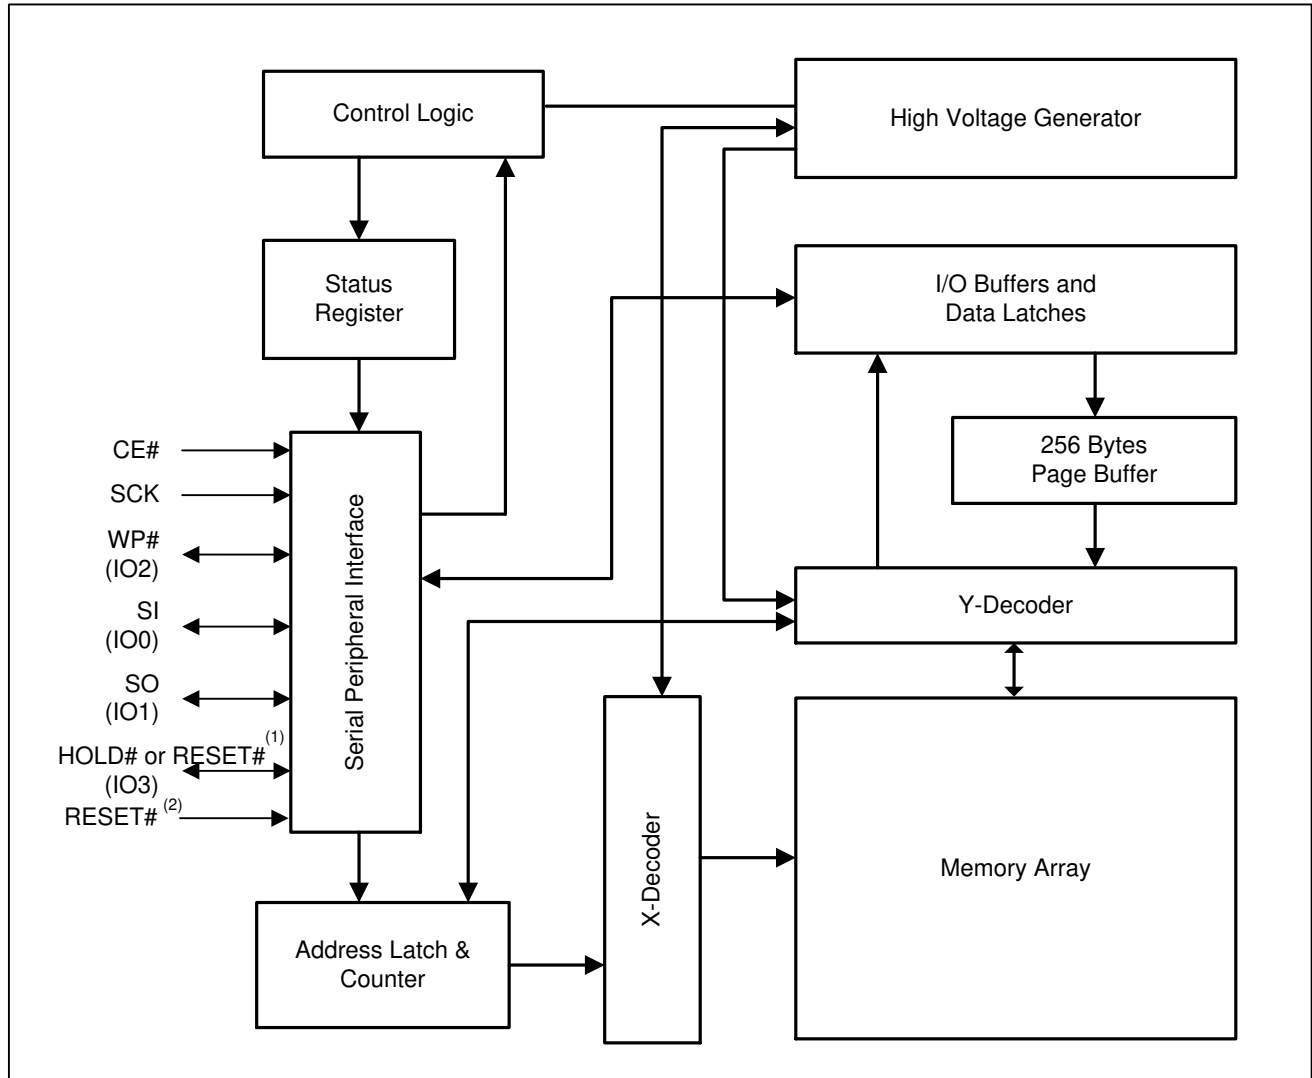 Control Logic
High Voltage Generator
Status
Register
I/O Buffers and
Data Latches
256 Bytes
Page Buffer
Y-Decoder
CE#
SCK
WP#
(IO2)
SI
(IO0)
SO
(IO1)
HOLD# or RESET# (1)
(IO3)
RESET# (2)
Serial Peripheral Interface
Address Latch &
Counter
X-Decoder
Memory Array